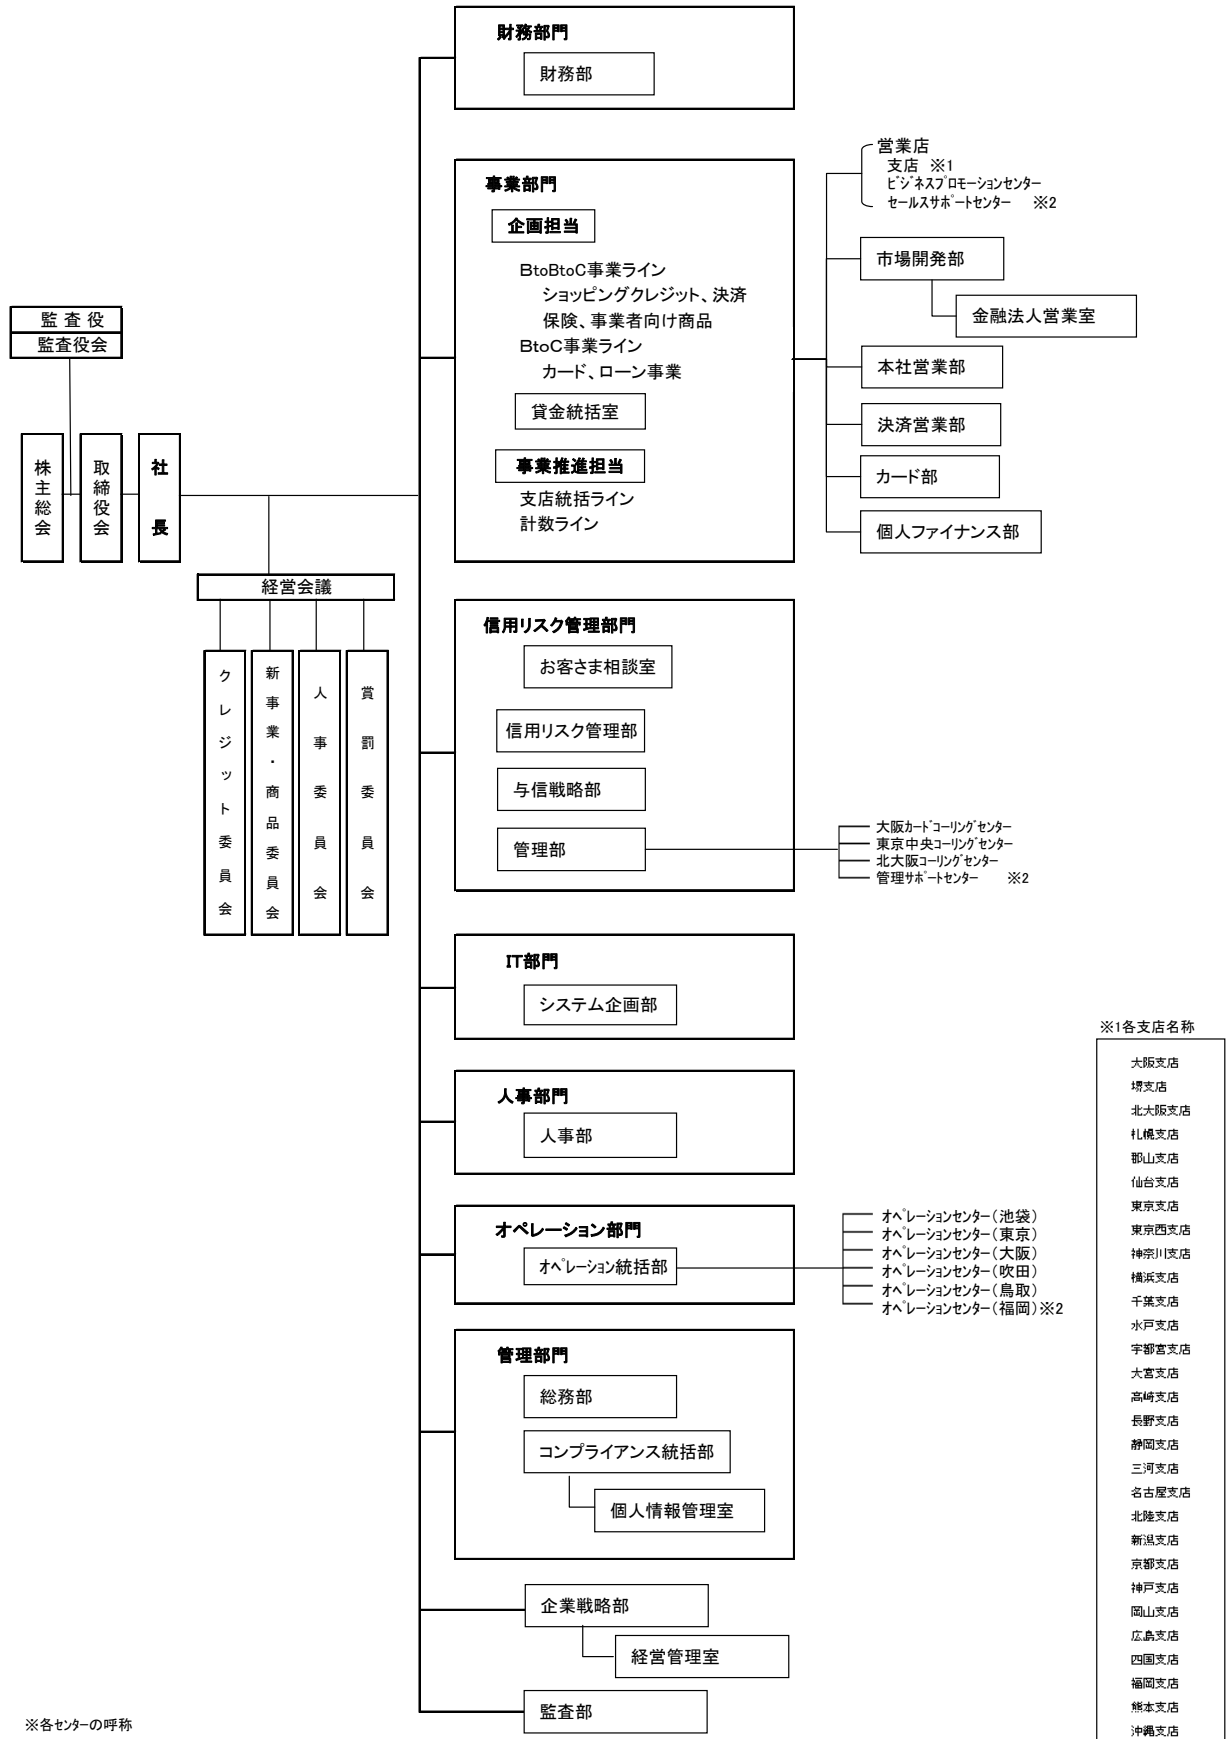 財務部門
財務部
事業部門
企画担当
BtoBtoC事業ライン
ショッピングクレジット、決済
保険、事業者向け商品
BtoC事業ライン
カード、ローン事業
貸金統括室
事業推進担当
支店統括ライン
計数ライン
営業店
支店 ※1
ビジネスプロモーションセンター
セールスサポートセンター ※2
市場開発部
金融法人営業室
本社営業部
決済営業部
カード部
個人ファイナンス部
監査役
監査役会
株主総会
取締役会
社長
経営会議
クレジット委員会
新事業・商品委員会
人事委員会
賞罰委員会
信用リスク管理部門
お客さま相談室
信用リスク管理部
与信戦略部
管理部
大阪カードコーリングセンター
東京中央コーリングセンター
北大阪コーリングセンター
管理サポートセンター ※2
IT部門
システム企画部
人事部門
人事部
オペレーション部門
オペレーション統括部
オペレーションセンター(池袋)
オペレーションセンター(東京)
オペレーションセンター(大阪)
オペレーションセンター(吹田)
オペレーションセンター(鳥取)
オペレーションセンター(福岡)※2
管理部門
総務部
コンプライアンス統括部
個人情報管理室
企業戦略部
経営管理室
監査部
※各センターの呼称
※1各支店名称
大阪支店
堺支店
北大阪支店
札幌支店
郡山支店
仙台支店
東京支店
東京西支店
神奈川支店
横浜支店
千葉支店
水戸支店
宇都宮支店
大宮支店
高崎支店
長野支店
静岡支店
三河支店
名古屋支店
北陸支店
新潟支店
京都支店
神戸支店
岡山支店
広島支店
四国支店
福岡支店
熊本支店
沖縄支店